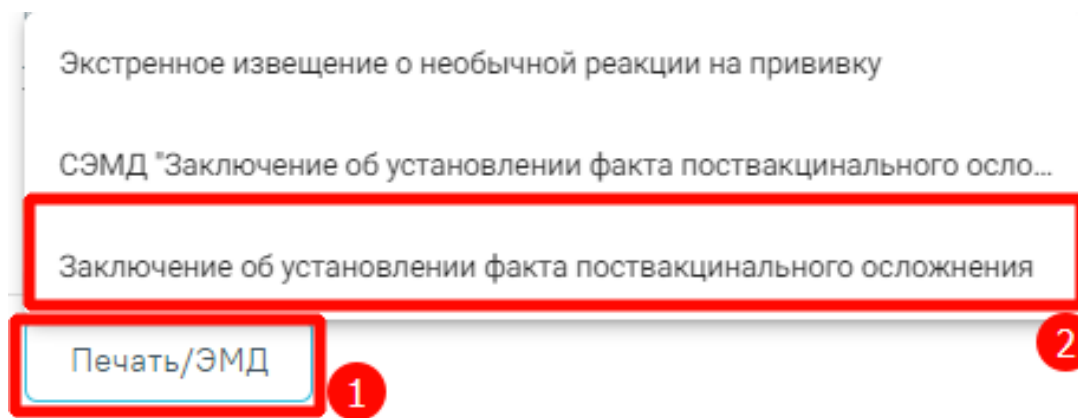 Экстренное извещение о необычной реакции на прививку
СЭМД "Заключение об установлении факта поствакцинального осло...
Заключение об установлении факта поствакцинального осложнения
2
Печать/ЭМД
1